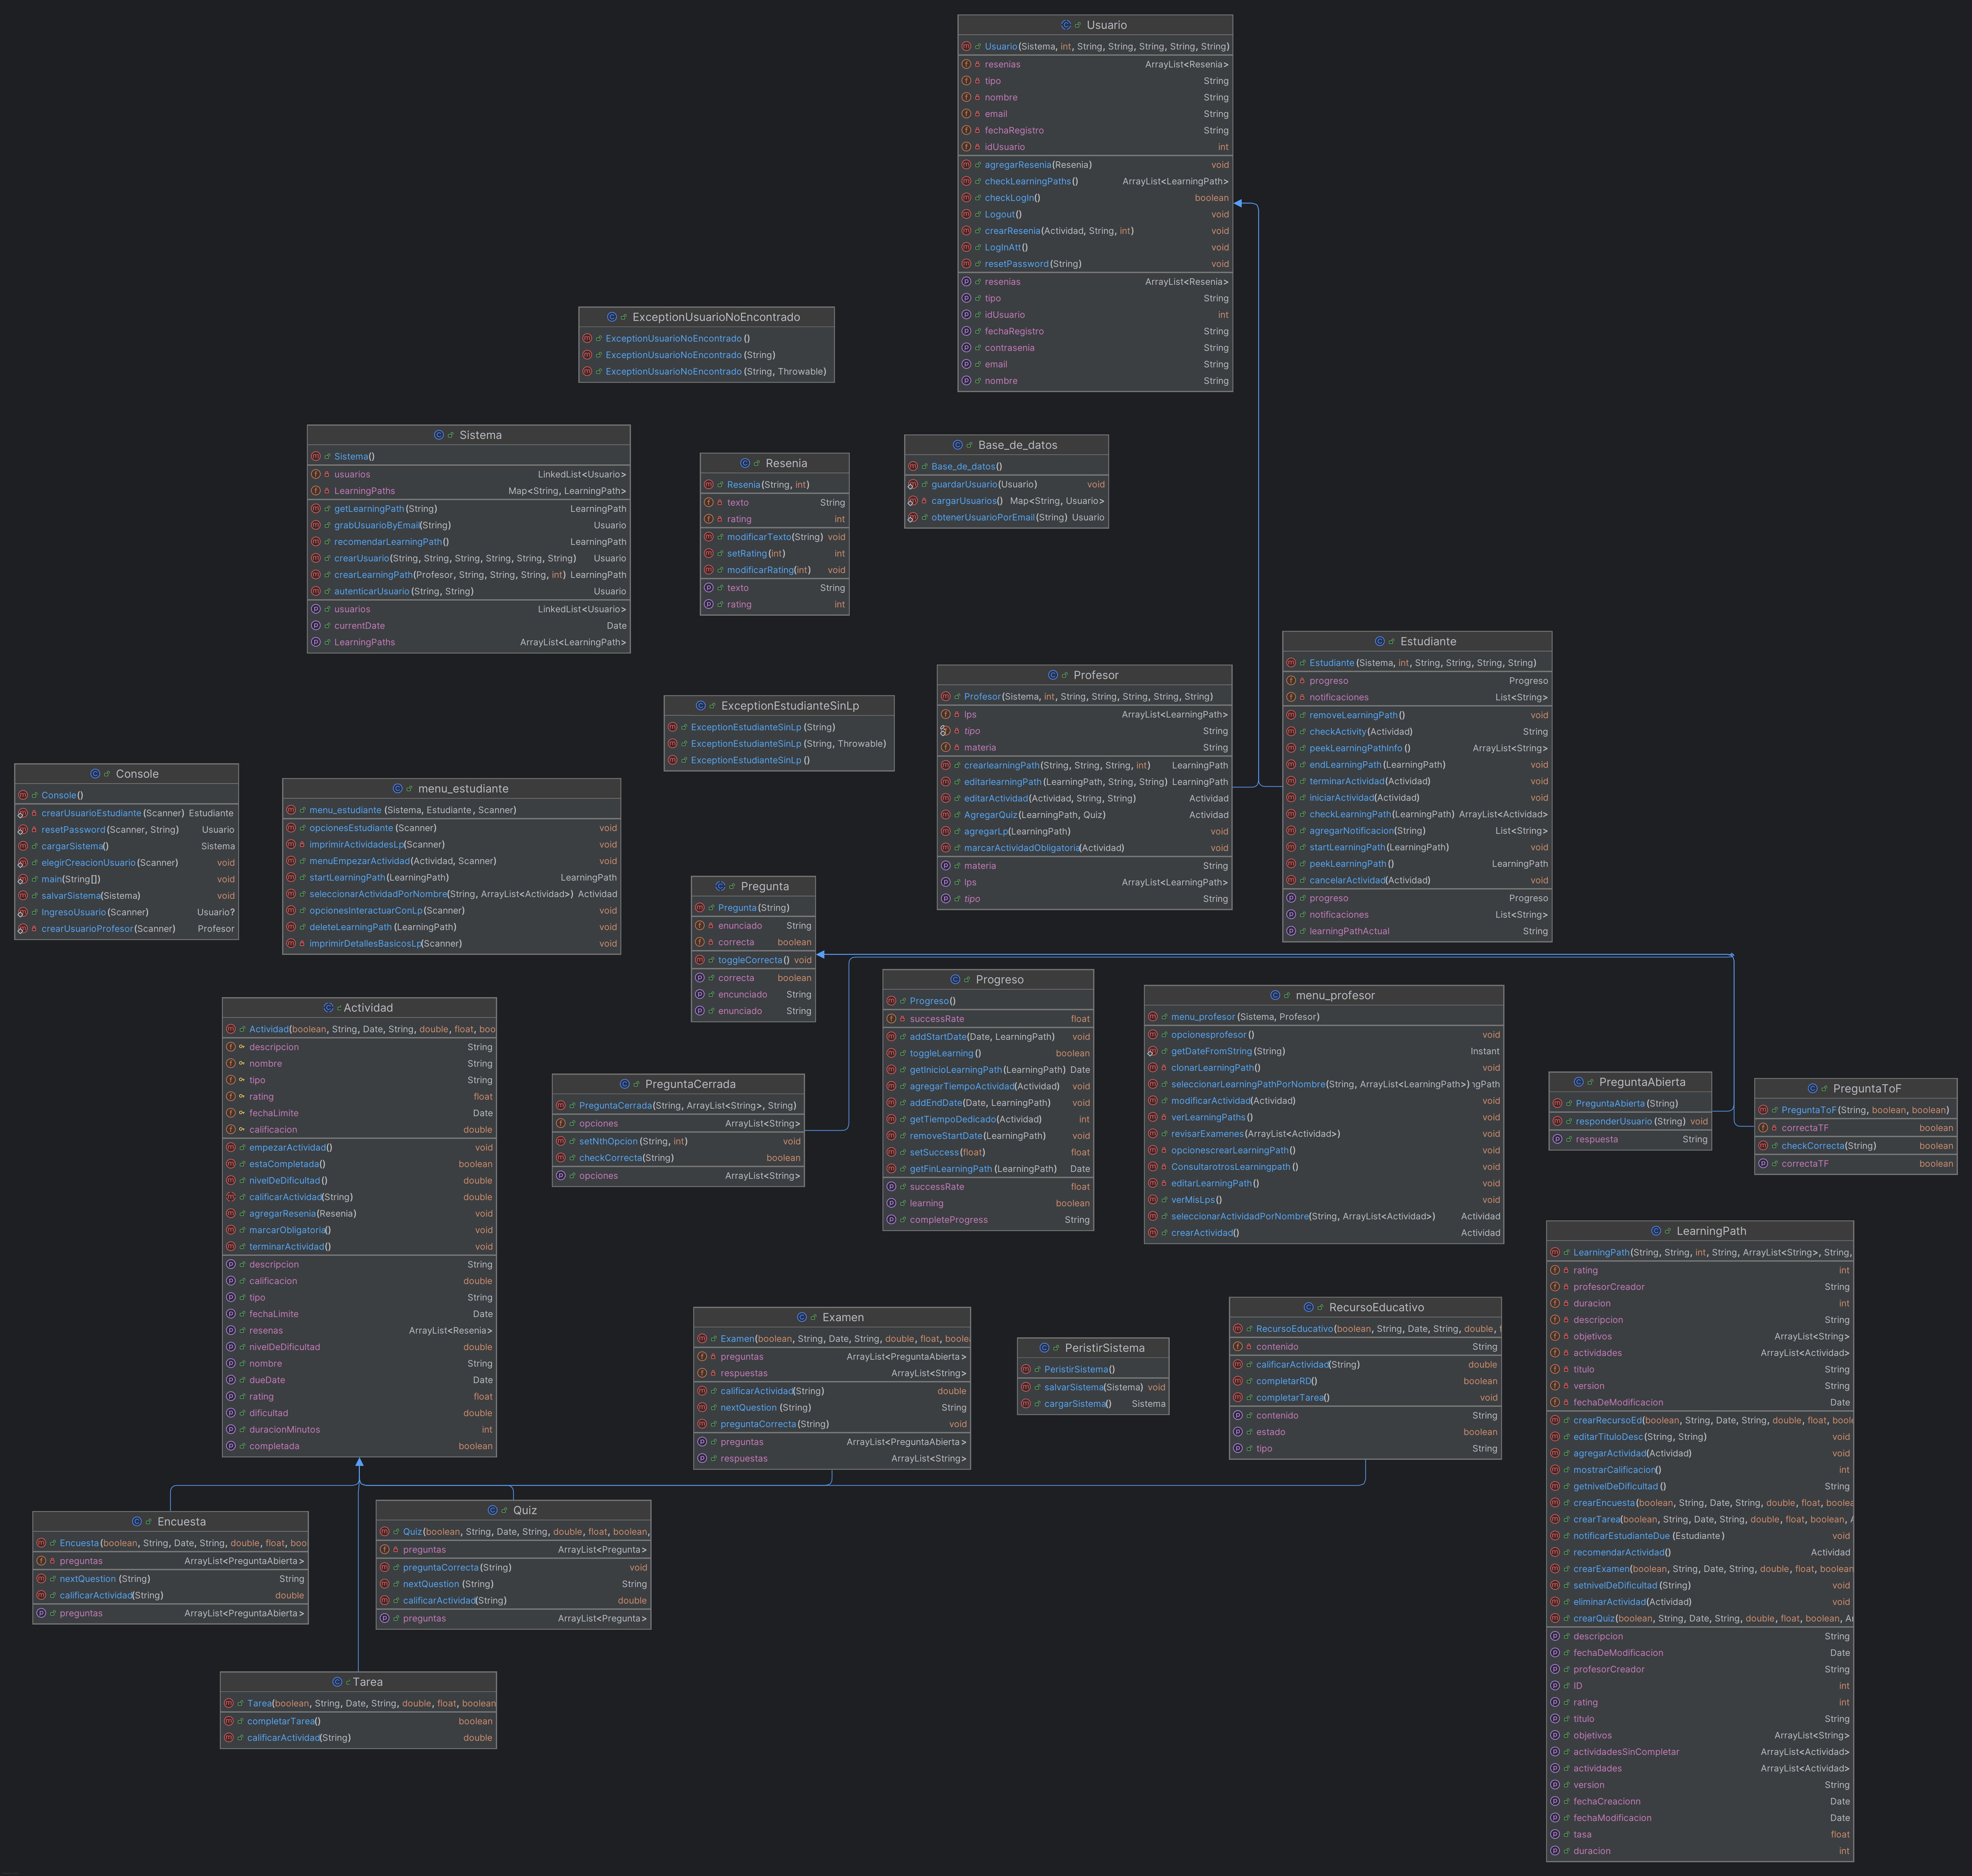 Usuario
Usuario(Sistema, int, String, String, String, String, String)
resenias ArrayList<Resenia>
tipo String
nombre String
email String
fechaRegistro String
idUsuario int
agregarResenia(Resenia) void
checkLearningPaths() ArrayList<LearningPath>
checkLogIn() boolean
Logout() void
crearResenia(Actividad, String, int) void
LogInAtt() void
resetPassword(String) void
resenias ArrayList<Resenia>
tipo String
idUsuario int
fechaRegistro String
contrasenia String
email String
nombre String
ExceptionUsuarioNoEncontrado
ExceptionUsuarioNoEncontrado()
ExceptionUsuarioNoEncontrado(String)
ExceptionUsuarioNoEncontrado(String, Throwable)
Sistema
Sistema()
usuarios LinkedList<Usuario>
LearningPaths Map<String, LearningPath>
getLearningPath(String) LearningPath
grabUsuarioByEmail(String) Usuario
recomendarLearningPath() LearningPath
crearUsuario(String, String, String, String, String, String) Usuario
crearLearningPath(Profesor, String, String, String, int) LearningPath
autenticarUsuario(String, String) Usuario
usuarios LinkedList<Usuario>
currentDate Date
LearningPaths ArrayList<LearningPath>
Resenia
Resenia(String, int)
texto String
rating int
modificarTexto(String) void
setRating(int) int
modificarRating(int) void
texto String
rating int
Base_de_datos
Base_de_datos()
guardarUsuario(Usuario) void
cargarUsuarios() Map<String, Usuario>
obtenerUsuarioPorEmail(String) Usuario
Estudiante
Estudiante(Sistema, int, String, String, String, String)
progreso Progreso
notificaciones List<String>
removeLearningPath() void
checkActivity(Actividad) String
peekLearningPathInfo() ArrayList<String>
endLearningPath(LearningPath) void
terminarActividad(Actividad) void
iniciarActividad(Actividad) void
checkLearningPath(LearningPath) ArrayList<Actividad>
agregarNotificacion(String) List<String>
startLearningPath(LearningPath) void
peekLearningPath() LearningPath
cancelarActividad(Actividad) void
progreso Progreso
notificaciones List<String>
learningPathActual String
Profesor
Profesor(Sistema, int, String, String, String, String, String)
lps ArrayList<LearningPath>
tipo String
materia String
crearlearningPath(String, String, String, int) LearningPath
editarlearningPath(LearningPath, String, String) LearningPath
editarActividad(Actividad, String, String) Actividad
AgregarQuiz(LearningPath, Quiz) Actividad
agregarLp(LearningPath) void
marcarActividadObligatoria(Actividad) void
materia String
lps ArrayList<LearningPath>
tipo String
ExceptionEstudianteSinLp
ExceptionEstudianteSinLp(String)
ExceptionEstudianteSinLp(String, Throwable)
ExceptionEstudianteSinLp()
Console
Console()
crearUsuarioEstudiante(Scanner) Estudiante
resetPassword(Scanner, String) Usuario
cargarSistema() Sistema
elegirCreacionUsuario(Scanner) void
main(String[]) void
salvarSistema(Sistema) void
IngresoUsuario(Scanner) Usuario?
crearUsuarioProfesor(Scanner) Profesor
menu_estudiante
menu_estudiante(Sistema, Estudiante, Scanner)
opcionesEstudiante(Scanner) void
imprimirActividadesLp(Scanner) void
menuEmpezarActividad(Actividad, Scanner) void
startLearningPath(LearningPath) LearningPath
seleccionarActividadPorNombre(String, ArrayList<Actividad>) Actividad
opcionesInteractuarConLp(Scanner) void
deleteLearningPath(LearningPath) void
imprimirDetallesBasicosLp(Scanner) void
Pregunta
Pregunta(String)
enunciado String
correcta boolean
toggleCorrecta() void
correcta boolean
encunciado String
enunciado String
Progreso
Progreso()
successRate float
addStartDate(Date, LearningPath) void
toggleLearning() boolean
getInicioLearningPath(LearningPath) Date
agregarTiempoActividad(Actividad) void
addEndDate(Date, LearningPath) void
getTiempoDedicado(Actividad) int
removeStartDate(LearningPath) void
setSuccess(float) float
getFinLearningPath(LearningPath) Date
successRate float
learning boolean
completeProgress String
menu_profesor
menu_profesor(Sistema, Profesor)
opcionesprofesor() void
getDateFromString(String) Instant
clonarLearningPath() void
seleccionarLearningPathPorNombre(String, ArrayList<LearningPath>) ıgPath
modificarActividad(Actividad) void
verLearningPaths() void
revisarExamenes(ArrayList<Actividad>) void
opcionescrearLearningPath() void
ConsultarotrosLearningpath() void
editarLearningPath() void
verMisLps() void
seleccionarActividadPorNombre(String, ArrayList<Actividad>) Actividad
crearActividad() Actividad
Actividad
Actividad(boolean, String, Date, String, double, float, boo
descripcion String
nombre String
tipo String
rating float
fechaLimite Date
calificacion double
empezarActividad() void
estaCompletada() boolean
nivelDeDificultad() double
calificarActividad(String) double
agregarResenia(Resenia) void
marcarObligatoria() void
terminarActividad() void
descripcion String
calificacion double
tipo String
fechaLimite Date
resenas ArrayList<Resenia>
nivelDeDificultad double
nombre String
dueDate Date
rating float
dificultad double
duracionMinutos int
completada boolean
PreguntaCerrada
PreguntaCerrada(String, ArrayList<String>, String)
opciones ArrayList<String>
setNthOpcion(String, int) void
checkCorrecta(String) boolean
opciones ArrayList<String>
PreguntaAbierta
PreguntaAbierta(String)
responderUsuario(String) void
respuesta String
PreguntaToF
PreguntaToF(String, boolean, boolean)
correctaTF boolean
checkCorrecta(String) boolean
correctaTF boolean
LearningPath
LearningPath(String, String, int, String, ArrayList<String>, String,
rating int
profesorCreador String
duracion int
descripcion String
objetivos ArrayList<String>
actividades ArrayList<Actividad>
titulo String
version String
fechaDeModificacion Date
crearRecursoEd(boolean, String, Date, String, double, float, boole
editarTituloDesc(String, String) void
agregarActividad(Actividad) void
mostrarCalificacion() int
getnivelDeDificultad() String
crearEncuesta(boolean, String, Date, String, double, float, boolea
crearTarea(boolean, String, Date, String, double, float, boolean, A
notificarEstudianteDue(Estudiante) void
recomendarActividad() Actividad
crearExamen(boolean, String, Date, String, double, float, boolean
setnivelDeDificultad(String) void
eliminarActividad(Actividad) void
crearQuiz(boolean, String, Date, String, double, float, boolean, Ar
descripcion String
fechaDeModificacion Date
profesorCreador String
ID int
rating int
titulo String
objetivos ArrayList<String>
actividadesSinCompletar ArrayList<Actividad>
actividades ArrayList<Actividad>
version String
fechaCreacionn Date
fechaModificacion Date
tasa float
duracion int
Examen
Examen(boolean, String, Date, String, double, float, boolea
preguntas ArrayList<PreguntaAbierta>
respuestas ArrayList<String>
calificarActividad(String) double
nextQuestion(String) String
preguntaCorrecta(String) void
preguntas ArrayList<PreguntaAbierta>
respuestas ArrayList<String>
PeristirSistema
PeristirSistema()
salvarSistema(Sistema) void
cargarSistema() Sistema
RecursoEducativo
RecursoEducativo(boolean, String, Date, String, double, f
contenido String
calificarActividad(String) double
completarRD() boolean
completarTarea() void
contenido String
estado boolean
tipo String
Encuesta
Encuesta(boolean, String, Date, String, double, float, boo
preguntas ArrayList<PreguntaAbierta>
nextQuestion(String) String
calificarActividad(String) double
preguntas ArrayList<PreguntaAbierta>
Quiz
Quiz(boolean, String, Date, String, double, float, boolean,
preguntas ArrayList<Pregunta>
preguntaCorrecta(String) void
nextQuestion(String) String
calificarActividad(String) double
preguntas ArrayList<Pregunta>
Tarea
Tarea(boolean, String, Date, String, double, float, boolean
completarTarea() boolean
calificarActividad(String) double